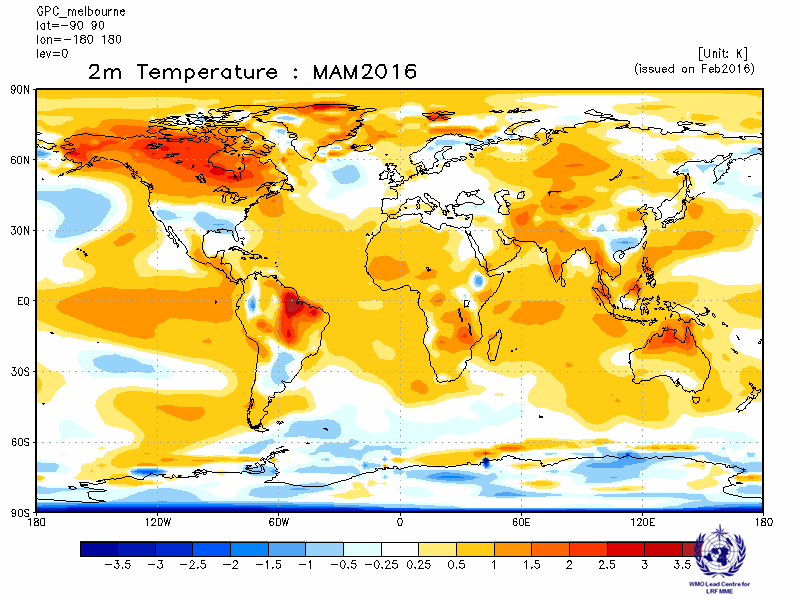 GPC_melbourne
lat=-90 90
lon=-180 180
lev=0
[Unit: K]
2m Temperature : MAM2016
(issued on Feb2016)
90N
60N
30N
EQ
30S
60S
90S
180 120W 60W 0 60E 120E 180
-3.5 -3 -2.5 -2 -1.5 -1 -0.5 -0.25 0.25 0.5 1 1.5 2 2.5 3 3.5
WMO Lead Centre for
LRF MME